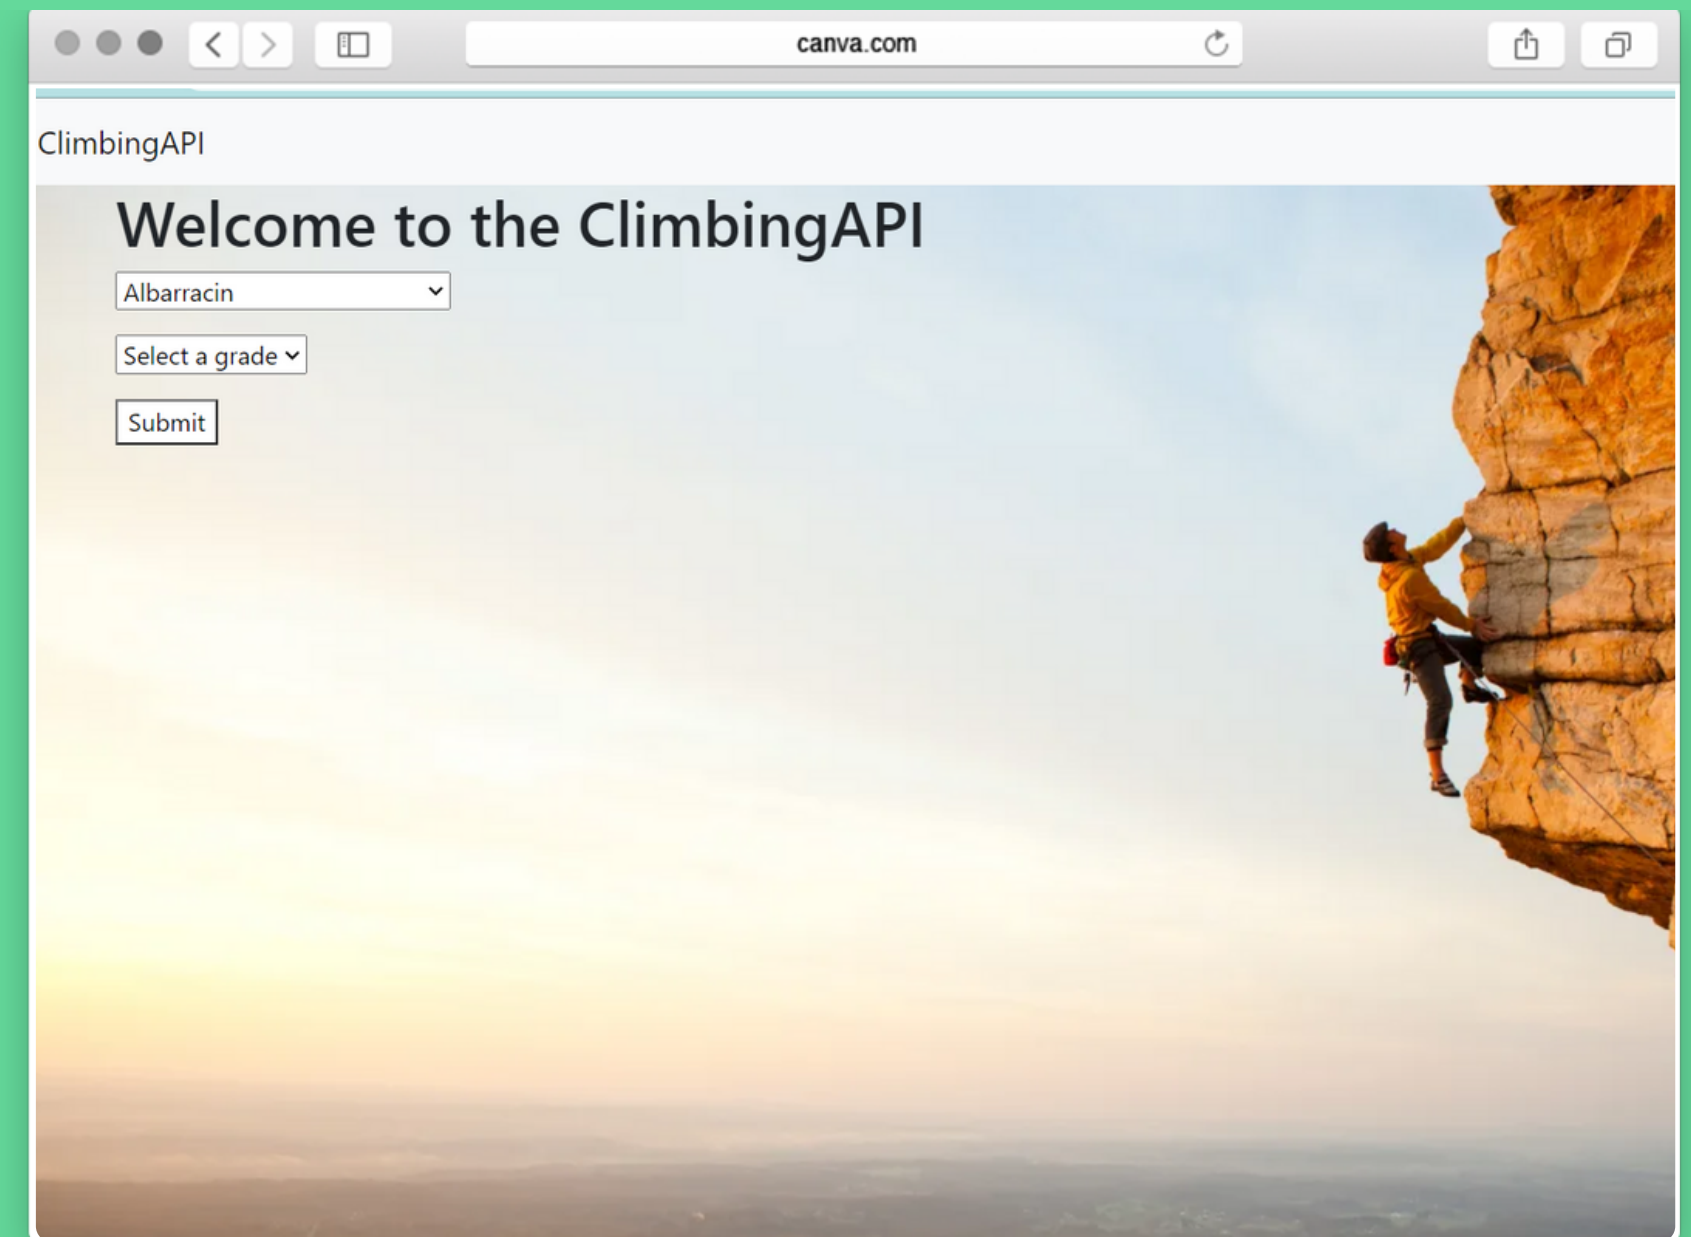 canva.com
ClimbingAPI
Welcome to the ClimbingAPI
Albarracin
Select a grade
Submit